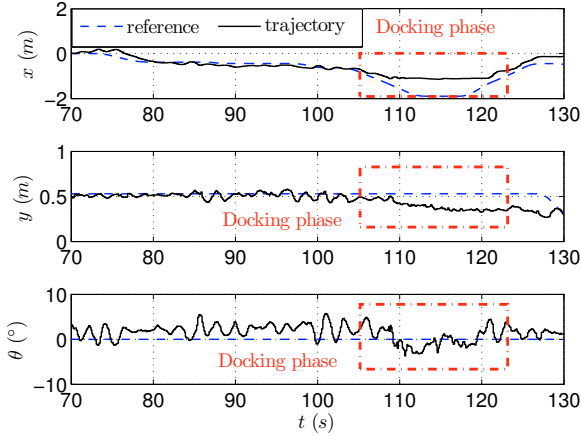 reference
trajectory
Docking phase
2
0
−2
x (m)
70 80 90 100 110 120 130
1
0.5
0
y (m)
Docking phase
70 80 90 100 110 120 130
10
0
−10
θ (°)
Docking phase
70 80 90 100 110 120 130
t (s)